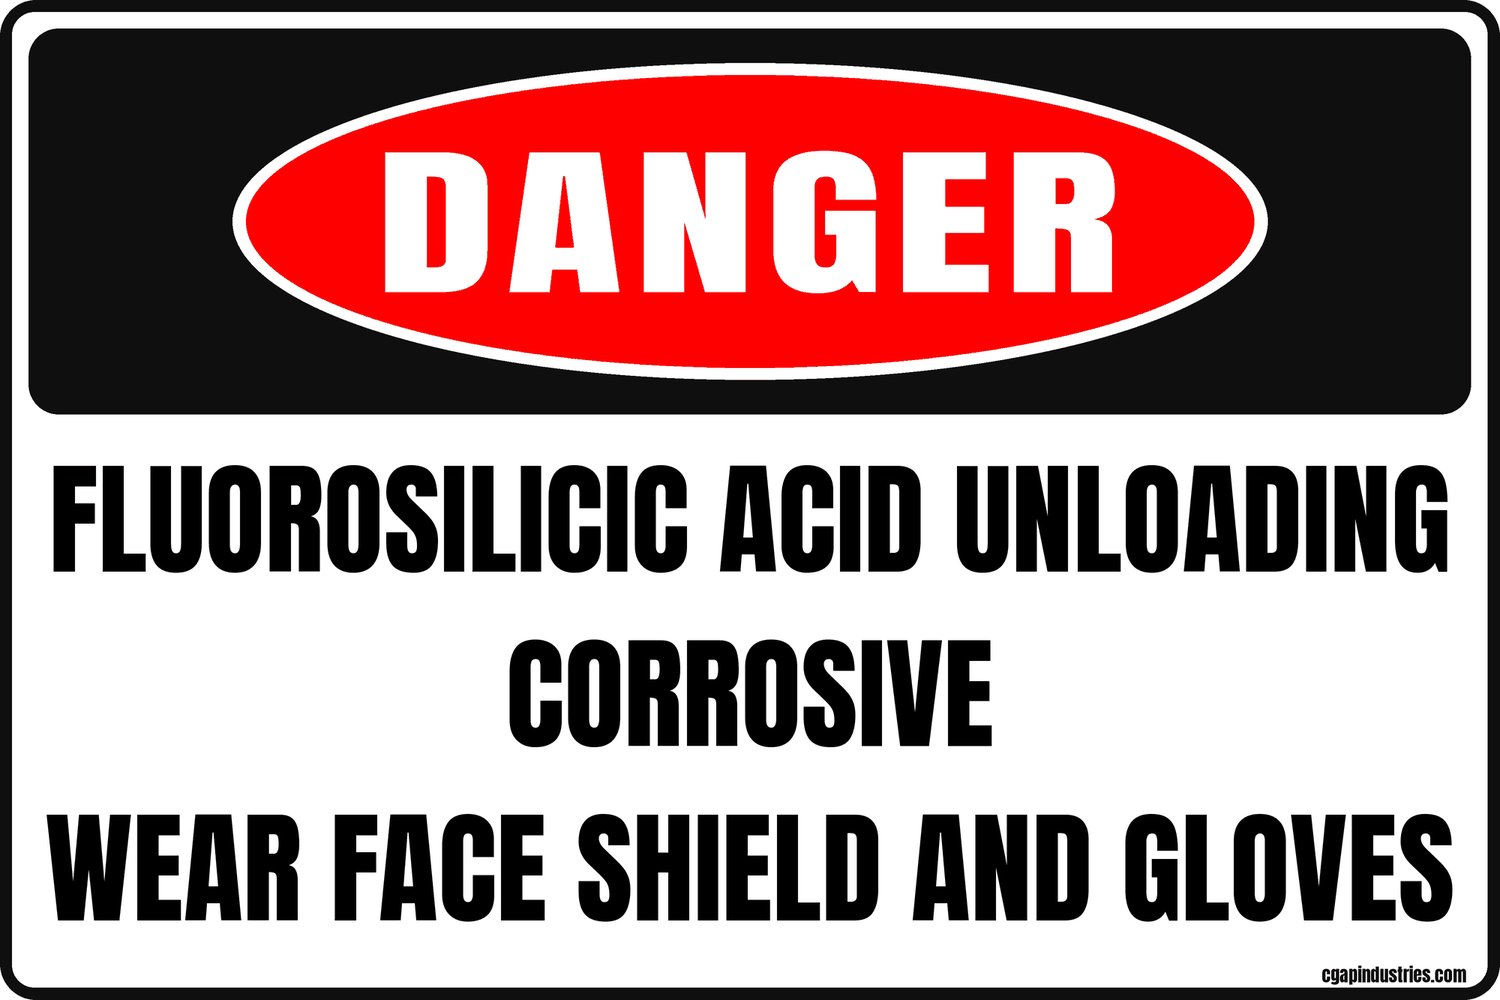 DANGER
FLUOROSILICIC ACID UNLOADING
CORROSIVE
WEAR FACE SHIELD AND GLOVES
cgapindustries.com